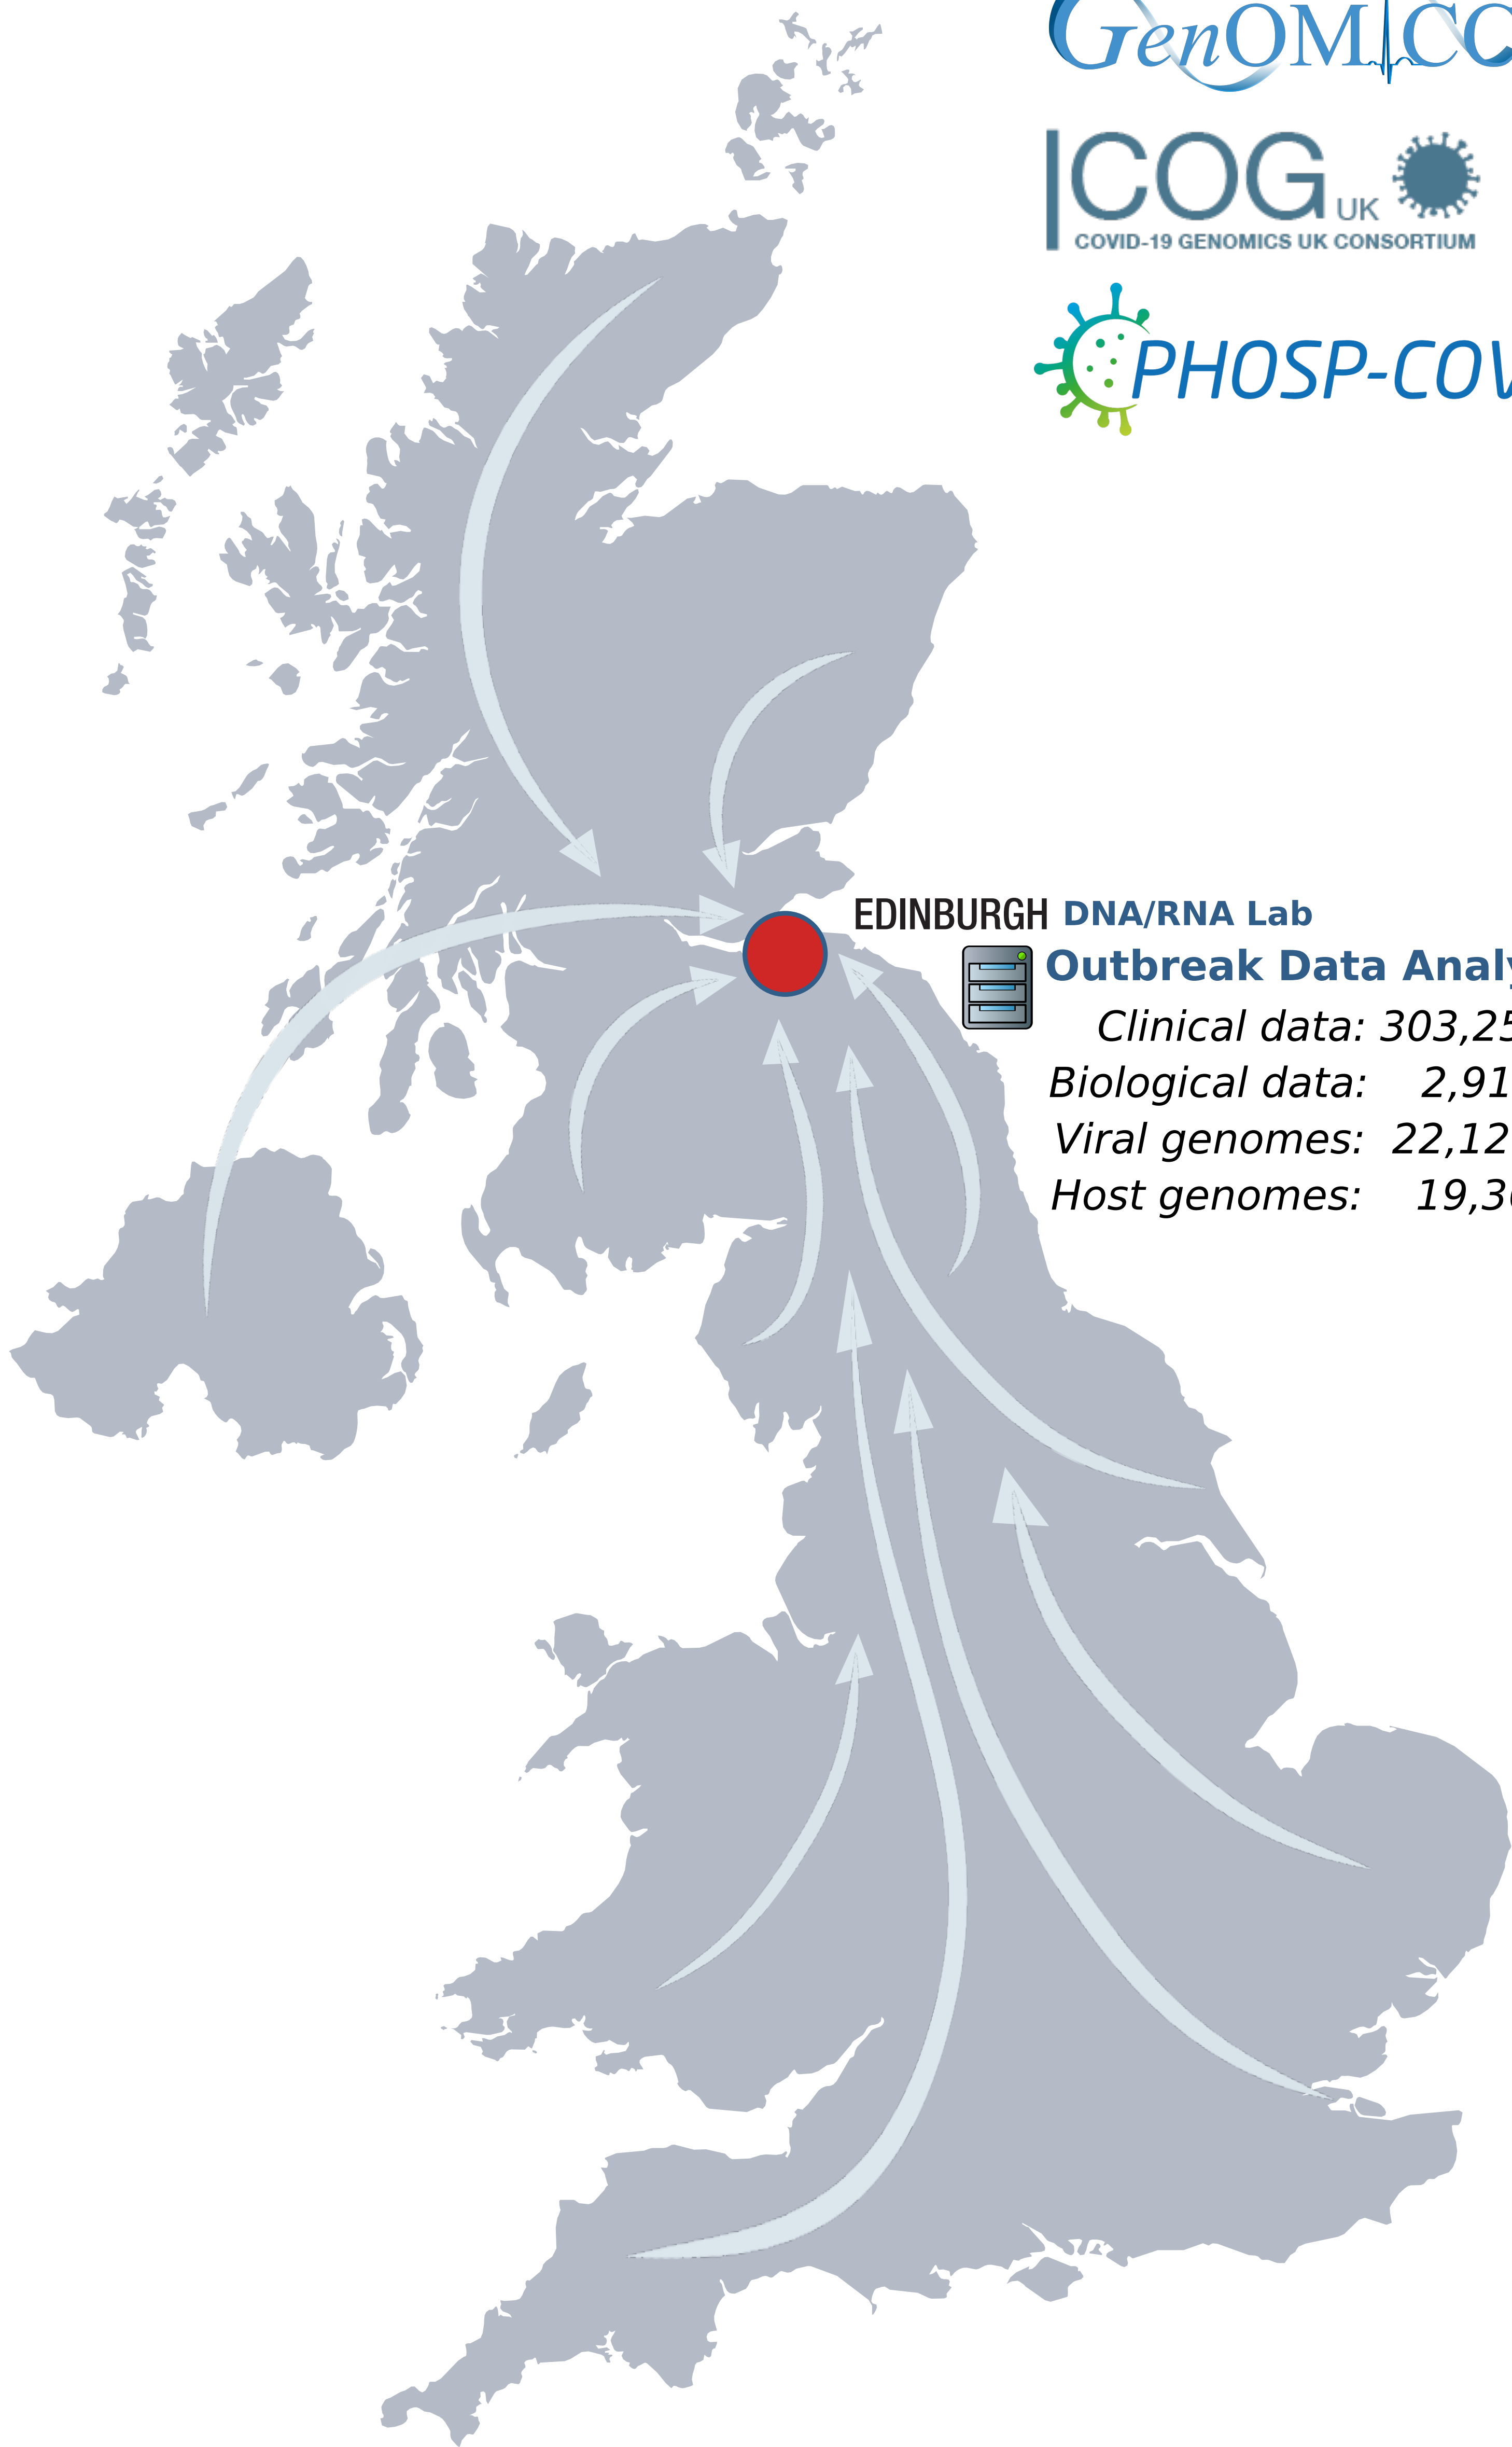 GenOMICC
COG UK
COVID-19 GENOMICS UK CONSORTIUM
PHOSP-COV
EDINBURGH DNA/RNA Lab
Outbreak Data Analy
Clinical data: 303,25
Biological data: 2,91
Viral genomes: 22,12
Host genomes: 19,3